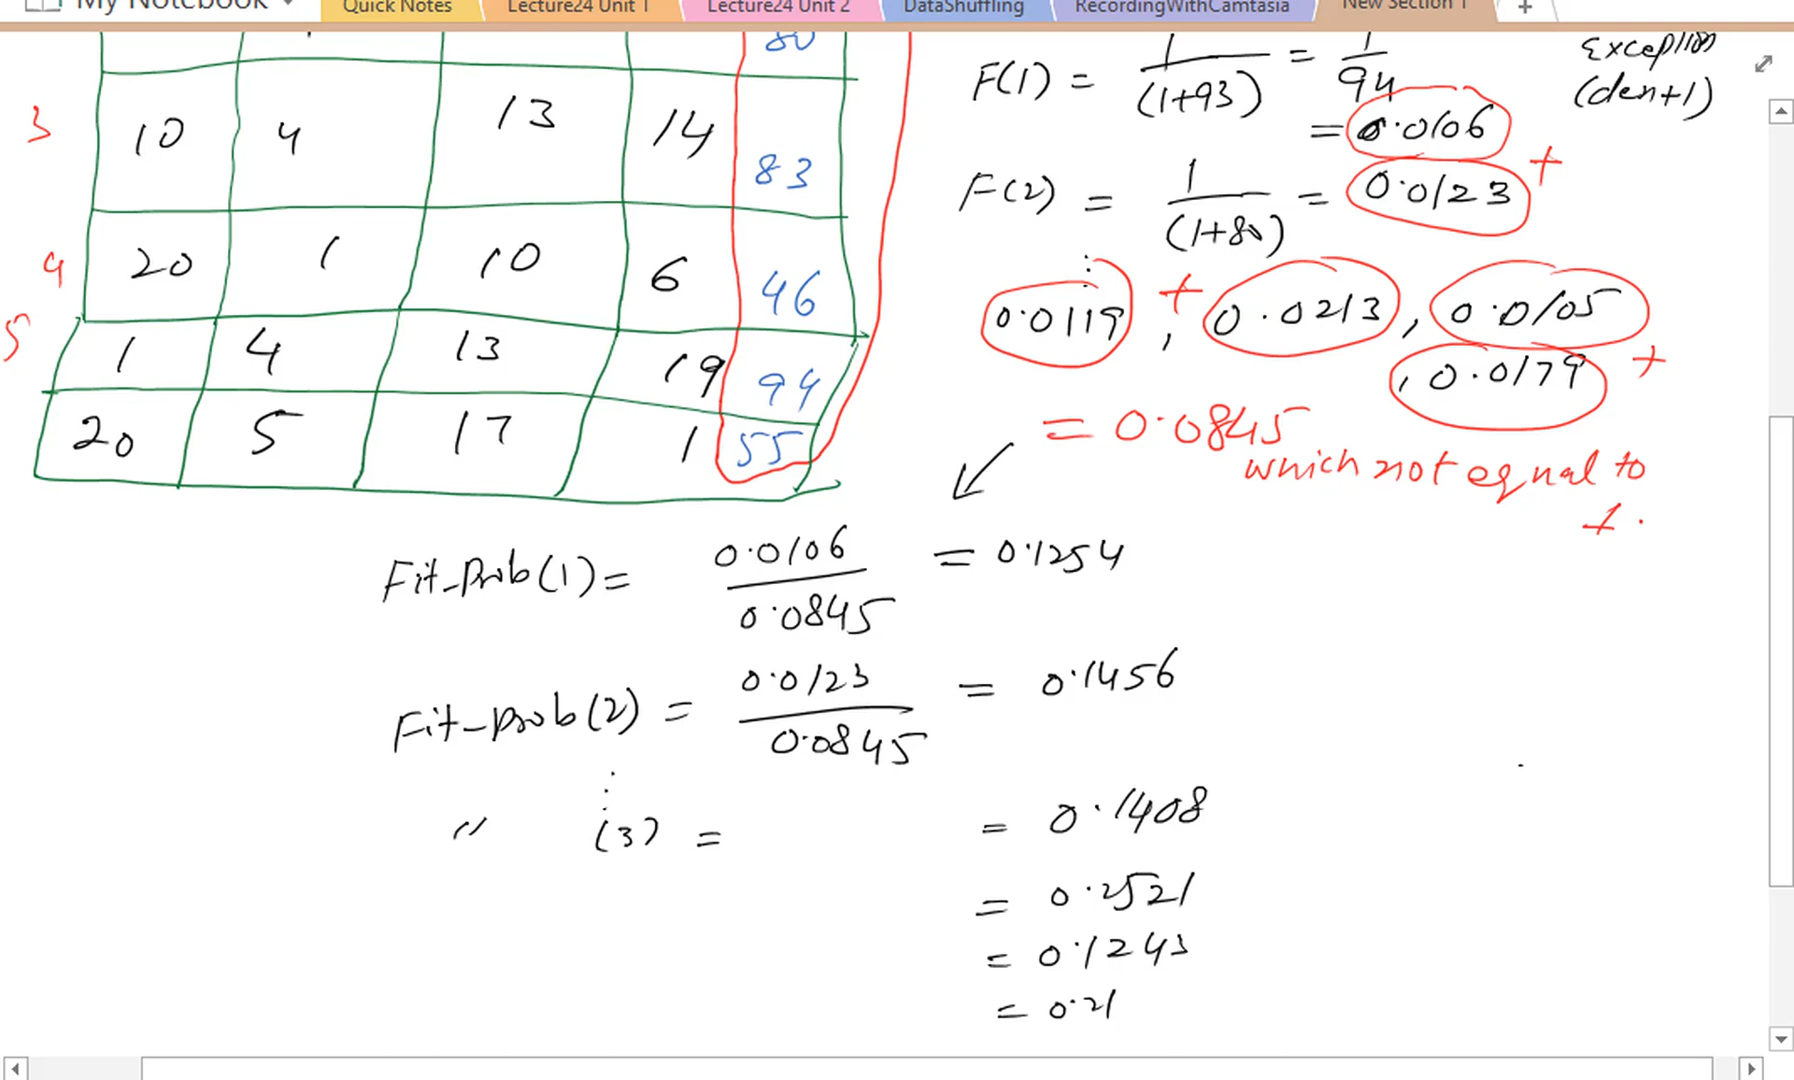 My Notebook
Quick Notes
Lecture24 Unit 1
Lecture24 Unit 2
DataShuffling
RecordingWithCamtasia
New Section 1
+
80
3 10 4 13 14 83
4 20 1 10 6 46
5 1 4 13 19 94
20 5 17 1 55
F(1) = 1/(1+93) = 1/94
Exception
(den+1)
= 0.0106
F(2) = 1/(1+80) = 0.0123 +
⋮
0.0119 + , 0.0213 , 0.0105
, 0.0179 +
= 0.0845
which not equal to
1.
Fit-Prob(1) = 0.0106/0.0845 = 0.1254
Fit-prob(2) = 0.0123/0.0845 = 0.1456
⋮
" (3) = = 0.1408
= 0.2521
= 0.1243
= 0.21